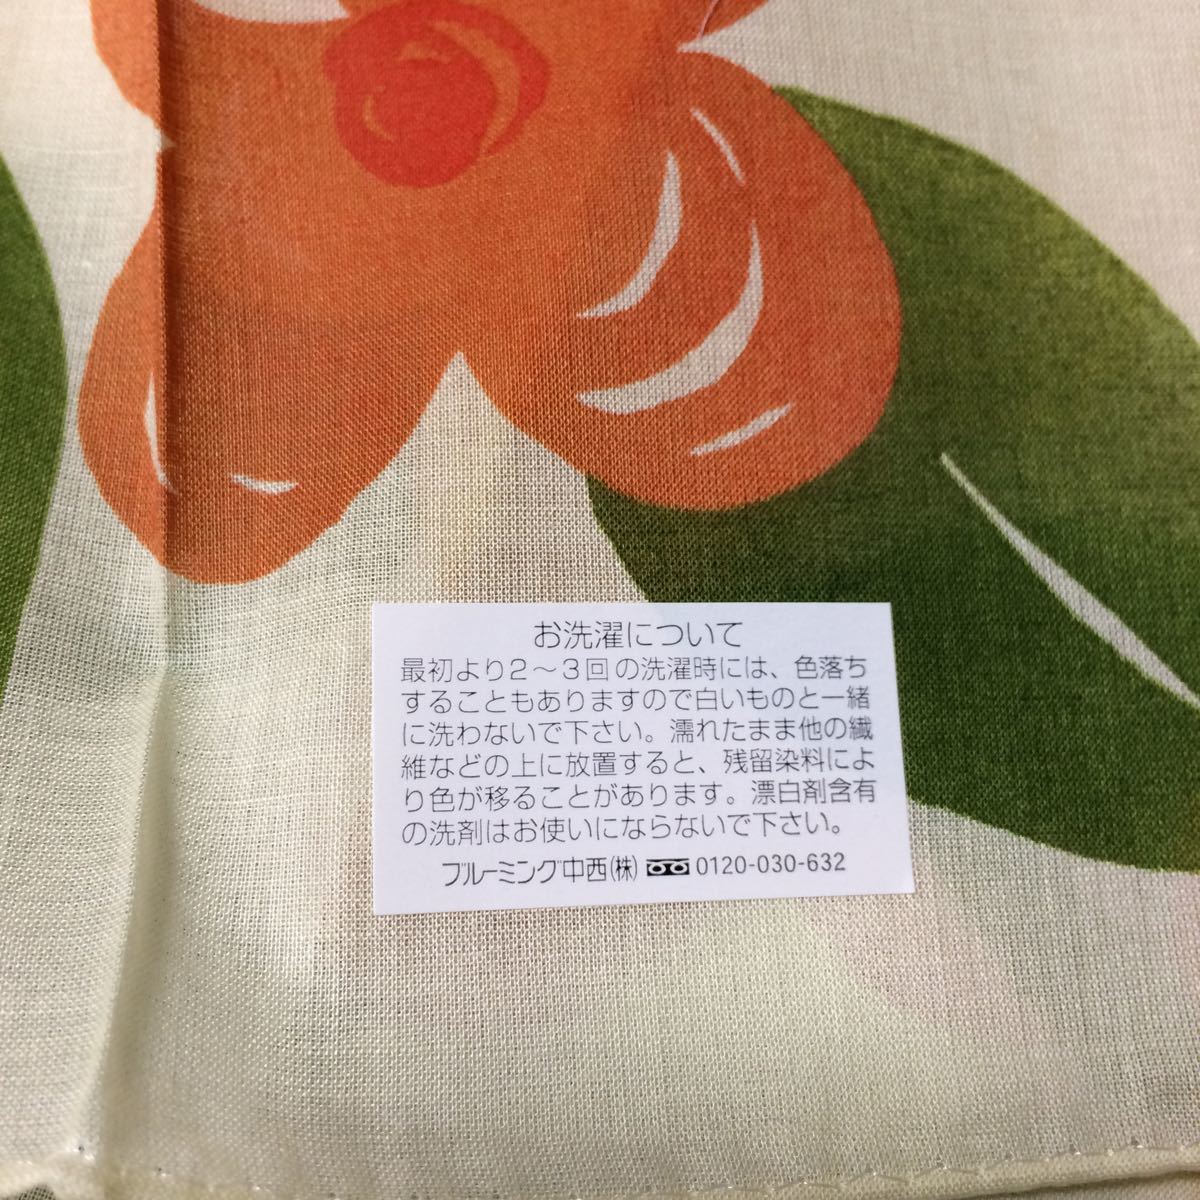 お洗濯について
最初より2〜3回の洗濯時には、色落ち
することもありますので白いものと一緒
に洗わないで下さい。濡れたまま他の繊
維などの上に放置すると、残留染料によ
り色が移ることがあります。漂白剤含有
の洗剤はお使いにならないで下さい。
ブルーミング中西(株) 0120-030-632